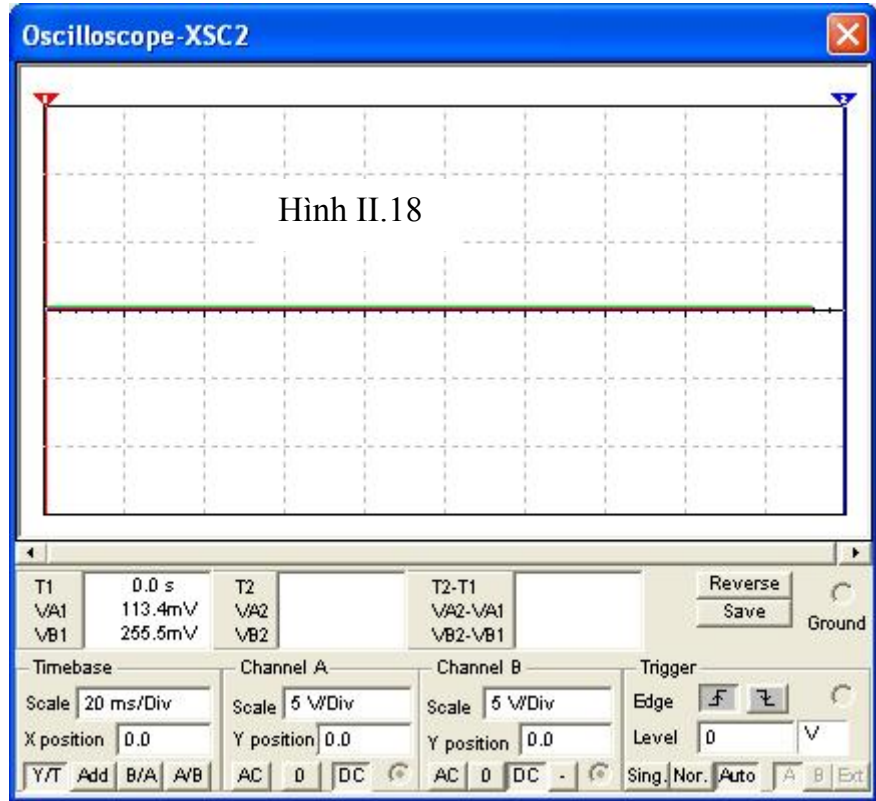 Oscilloscope-XSC2
1 2
Hình II.18
T1 0.0 s T2 T2-T1 Reverse
VA1 113.4mV VA2 VA2-VA1 Save
VB1 255.5mV VB2 VB2-VB1 Ground
Timebase Channel A Channel B Trigger
Scale 20 ms/Div Scale 5 V/Div Scale 5 V/Div Edge
X position 0.0 Y position 0.0 Y position 0.0 Level 0 V
Y/T Add B/A A/B AC 0 DC AC 0 DC - Sing. Nor. Auto A B Ext